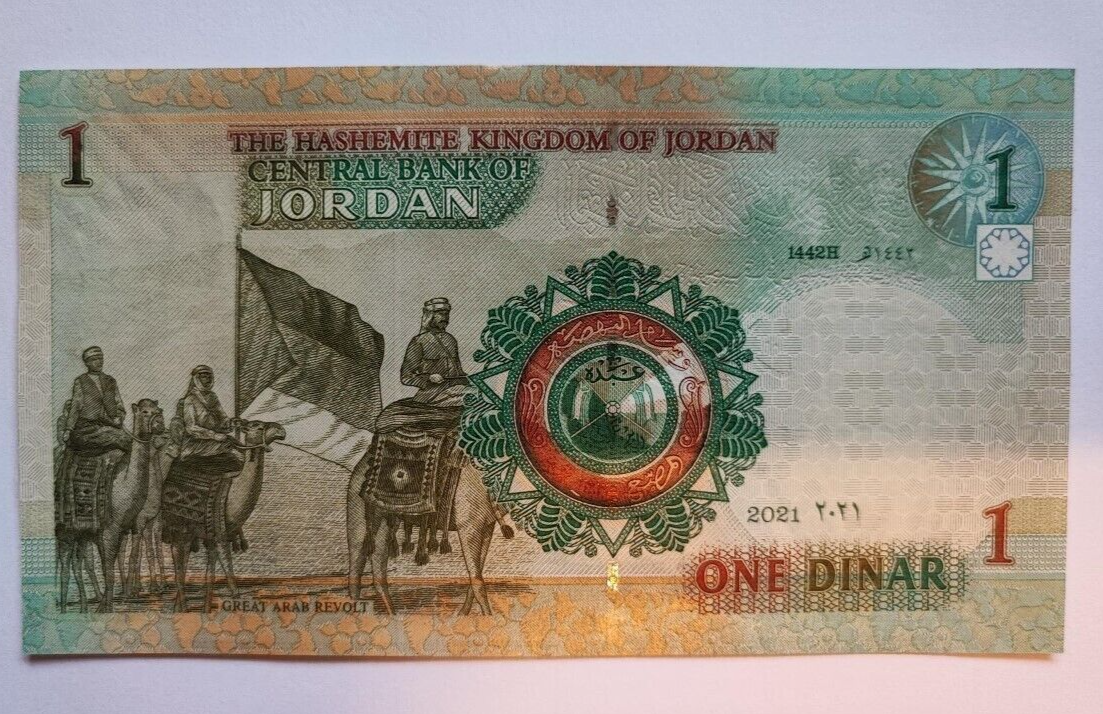 1
THE HASHEMITE KINGDOM OF JORDAN
CENTRAL BANK OF
JORDAN
1
1442H ١٤٤٢هـ
2021 ٢٠٢١
1
ONE DINAR
GREAT ARAB REVOLT